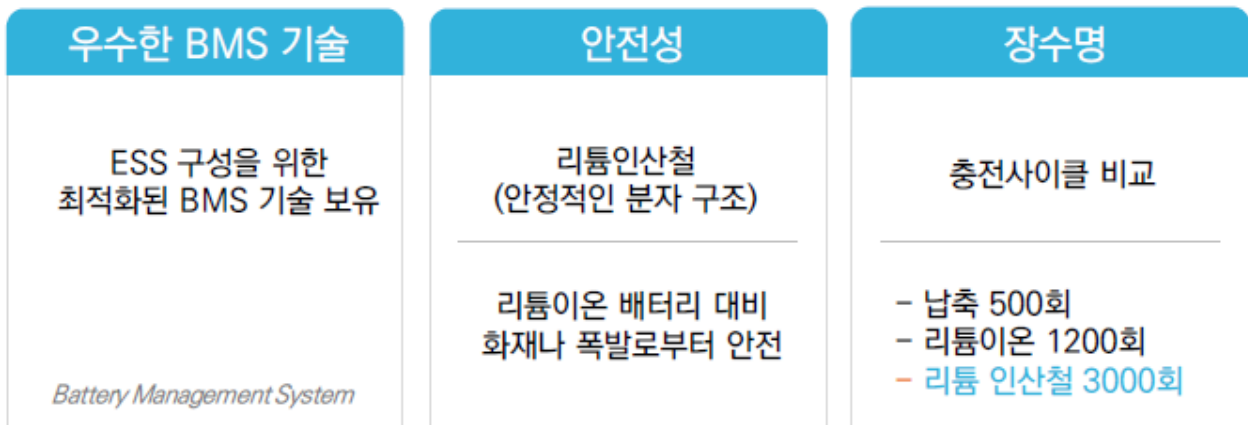 우수한 BMS 기술
ESS 구성을 위한
최적화된 BMS 기술 보유
Battery Management System
안전성
리튬인산철
(안정적인 분자 구조)
리튬이온 배터리 대비
화재나 폭발로부터 안전
장수명
충전사이클 비교
- 납축 500회
- 리튬이온 1200회
- 리튬 인산철 3000회